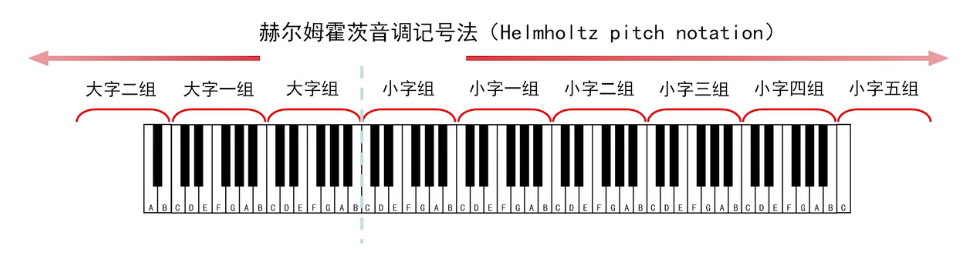 赫尔姆霍茨音调记号法（Helmholtz pitch notation）
大字二组 大字一组 大字组 小字组 小字一组 小字二组 小字三组 小字四组 小字五组
A B C D E F G A B C D E F G A B C D E F G A B C D E F G A B C D E F G A B C D E F G A B C D E F G A B C